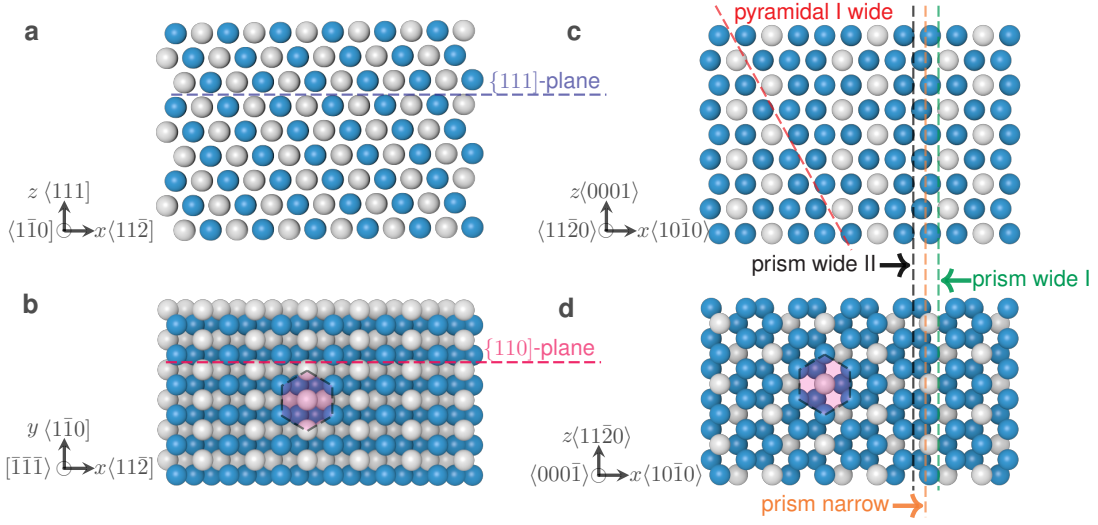 a
{111}-plane
z ⟨111]
⟨11̄0] x⟨112̄]
b
{110}-plane
y ⟨11̄0]
[1̄1̄1̄⟩ x⟨112̄]
c
pyramidal I wide
z⟨0001⟩
⟨112̄0⟩ x⟨101̄0⟩
prism wide II
prism wide I
d
z⟨112̄0⟩
⟨0001̄⟩ x⟨101̄0⟩
prism narrow